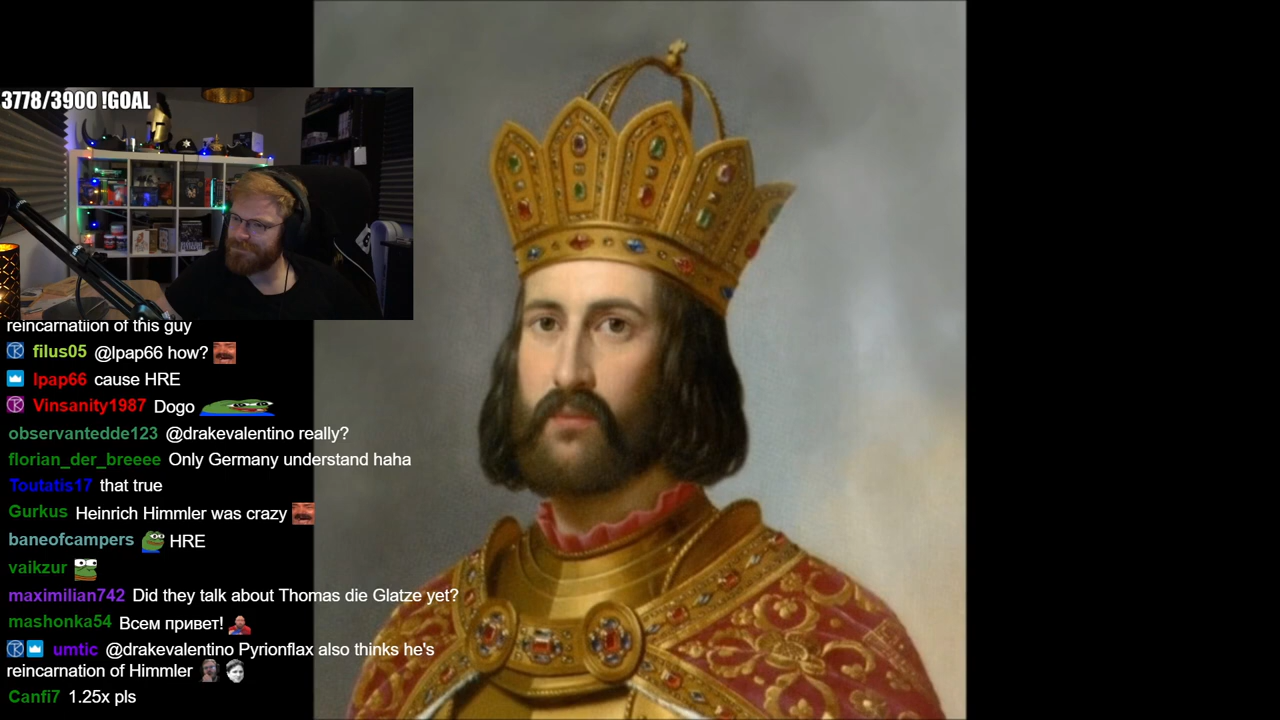 3778/3900 !GOAL
reincarnatiion of this guy
filus05 @lpap66 how?
lpap66 cause HRE
Vinsanity1987 Dogo
observantedde123 @drakevalentino really?
florian_der_breeee Only Germany understand haha
Toutatis17 that true
Gurkus Heinrich Himmler was crazy
baneofcampers HRE
vaikzur
maximilian742 Did they talk about Thomas die Glatze yet?
mashonka54 Всем привет!
umtic @drakevalentino Pyrionflax also thinks he's
reincarnation of Himmler
Canfi7 1.25x pls